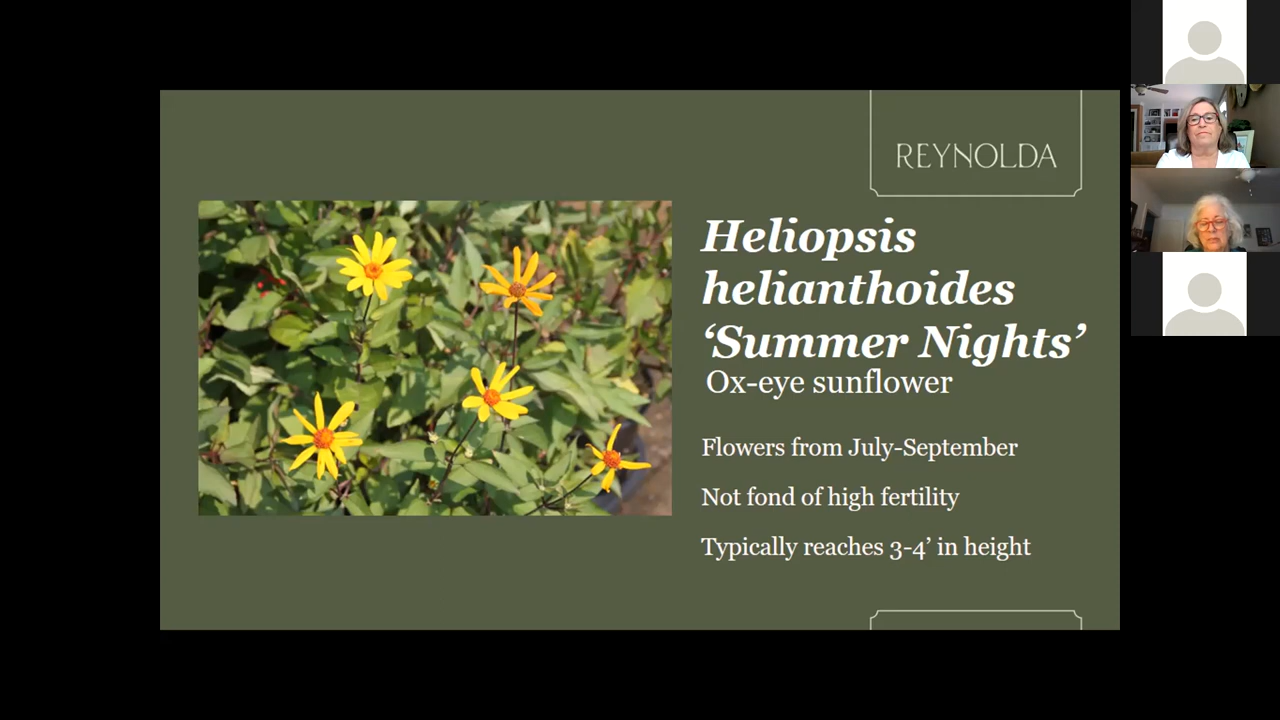 REYNOLDA
Heliopsis
helianthoides
‘Summer Nights’
Ox-eye sunflower
Flowers from July-September
Not fond of high fertility
Typically reaches 3-4’ in height